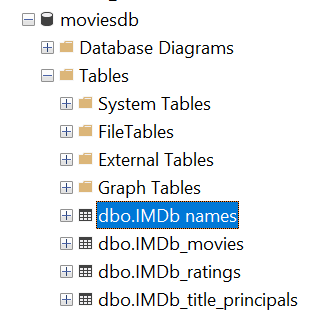 moviesdb
Database Diagrams
Tables
System Tables
FileTables
External Tables
Graph Tables
dbo.IMDb names
dbo.IMDb_movies
dbo.IMDb_ratings
dbo.IMDb_title_principals